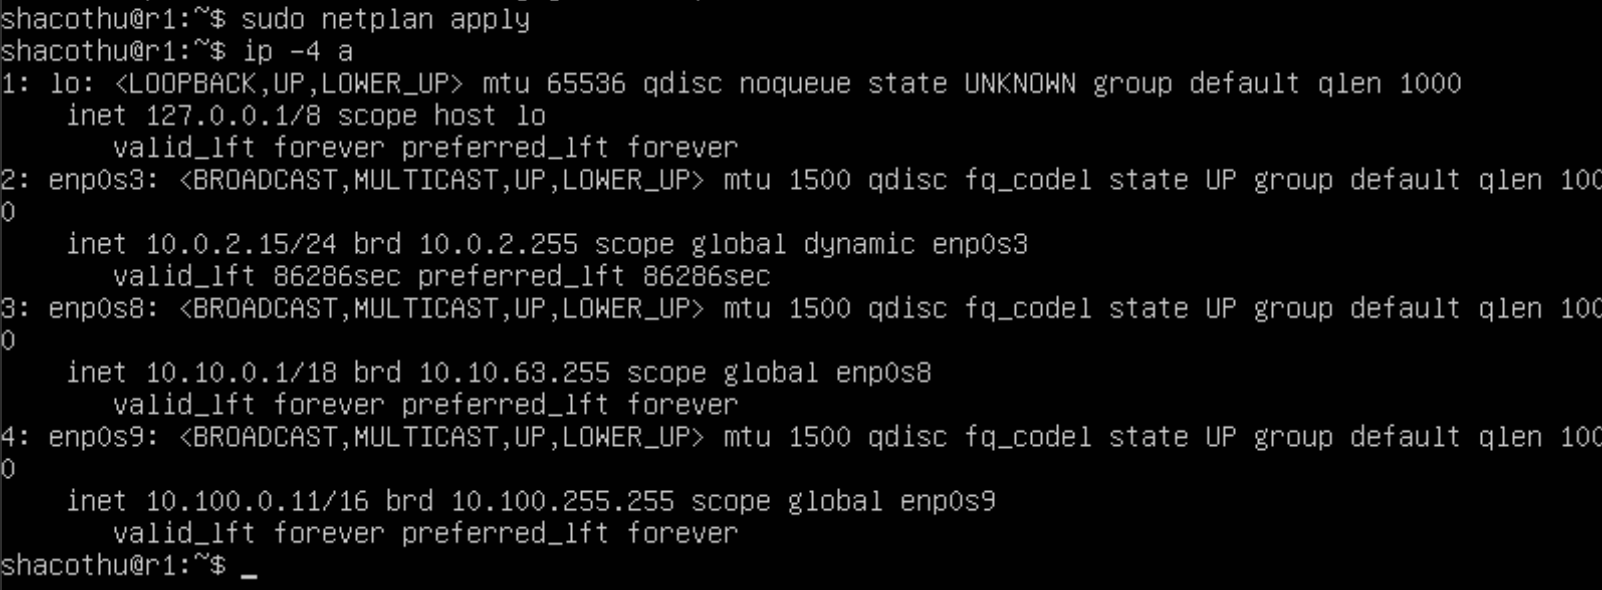 shacothu@r1:~$ sudo netplan apply
shacothu@r1:~$ ip -4 a
1: lo: <LOOPBACK,UP,LOWER_UP> mtu 65536 qdisc noqueue state UNKNOWN group default qlen 1000
    inet 127.0.0.1/8 scope host lo
       valid_lft forever preferred_lft forever
2: enp0s3: <BROADCAST,MULTICAST,UP,LOWER_UP> mtu 1500 qdisc fq_codel state UP group default qlen 100
0
    inet 10.0.2.15/24 brd 10.0.2.255 scope global dynamic enp0s3
       valid_lft 86286sec preferred_lft 86286sec
3: enp0s8: <BROADCAST,MULTICAST,UP,LOWER_UP> mtu 1500 qdisc fq_codel state UP group default qlen 100
0
    inet 10.10.0.1/18 brd 10.10.63.255 scope global enp0s8
       valid_lft forever preferred_lft forever
4: enp0s9: <BROADCAST,MULTICAST,UP,LOWER_UP> mtu 1500 qdisc fq_codel state UP group default qlen 100
0
    inet 10.100.0.11/16 brd 10.100.255.255 scope global enp0s9
       valid_lft forever preferred_lft forever
shacothu@r1:~$ _